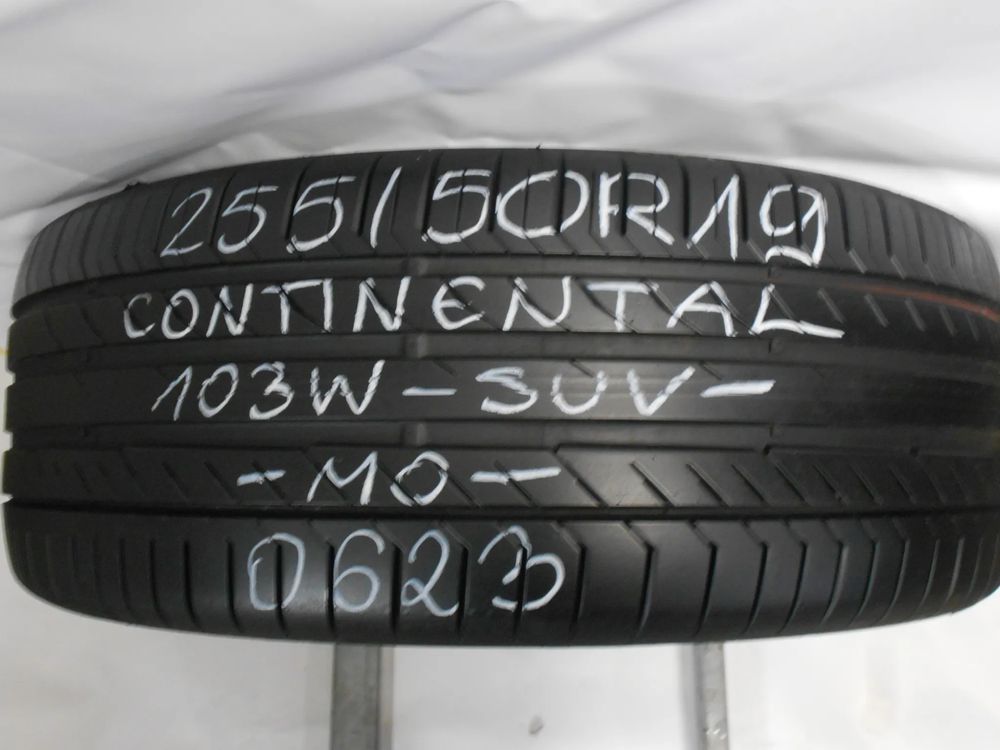 255/50R19
CONTINENTAL
103W-SUV-
-MO-
0623